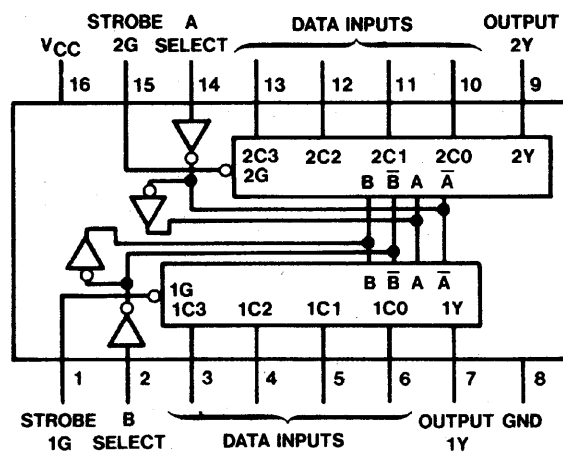 STROBE A DATA INPUTS OUTPUT
VCC 2G SELECT 2Y
16 15 14 13 12 11 10 9
2C3 2C2 2C1 2C0 2Y
2G
B B̅ A A̅
B B̅ A A̅
1G
1C3 1C2 1C1 1C0 1Y
1 2 3 4 5 6 7 8
STROBE B DATA INPUTS OUTPUT GND
1G SELECT 1Y